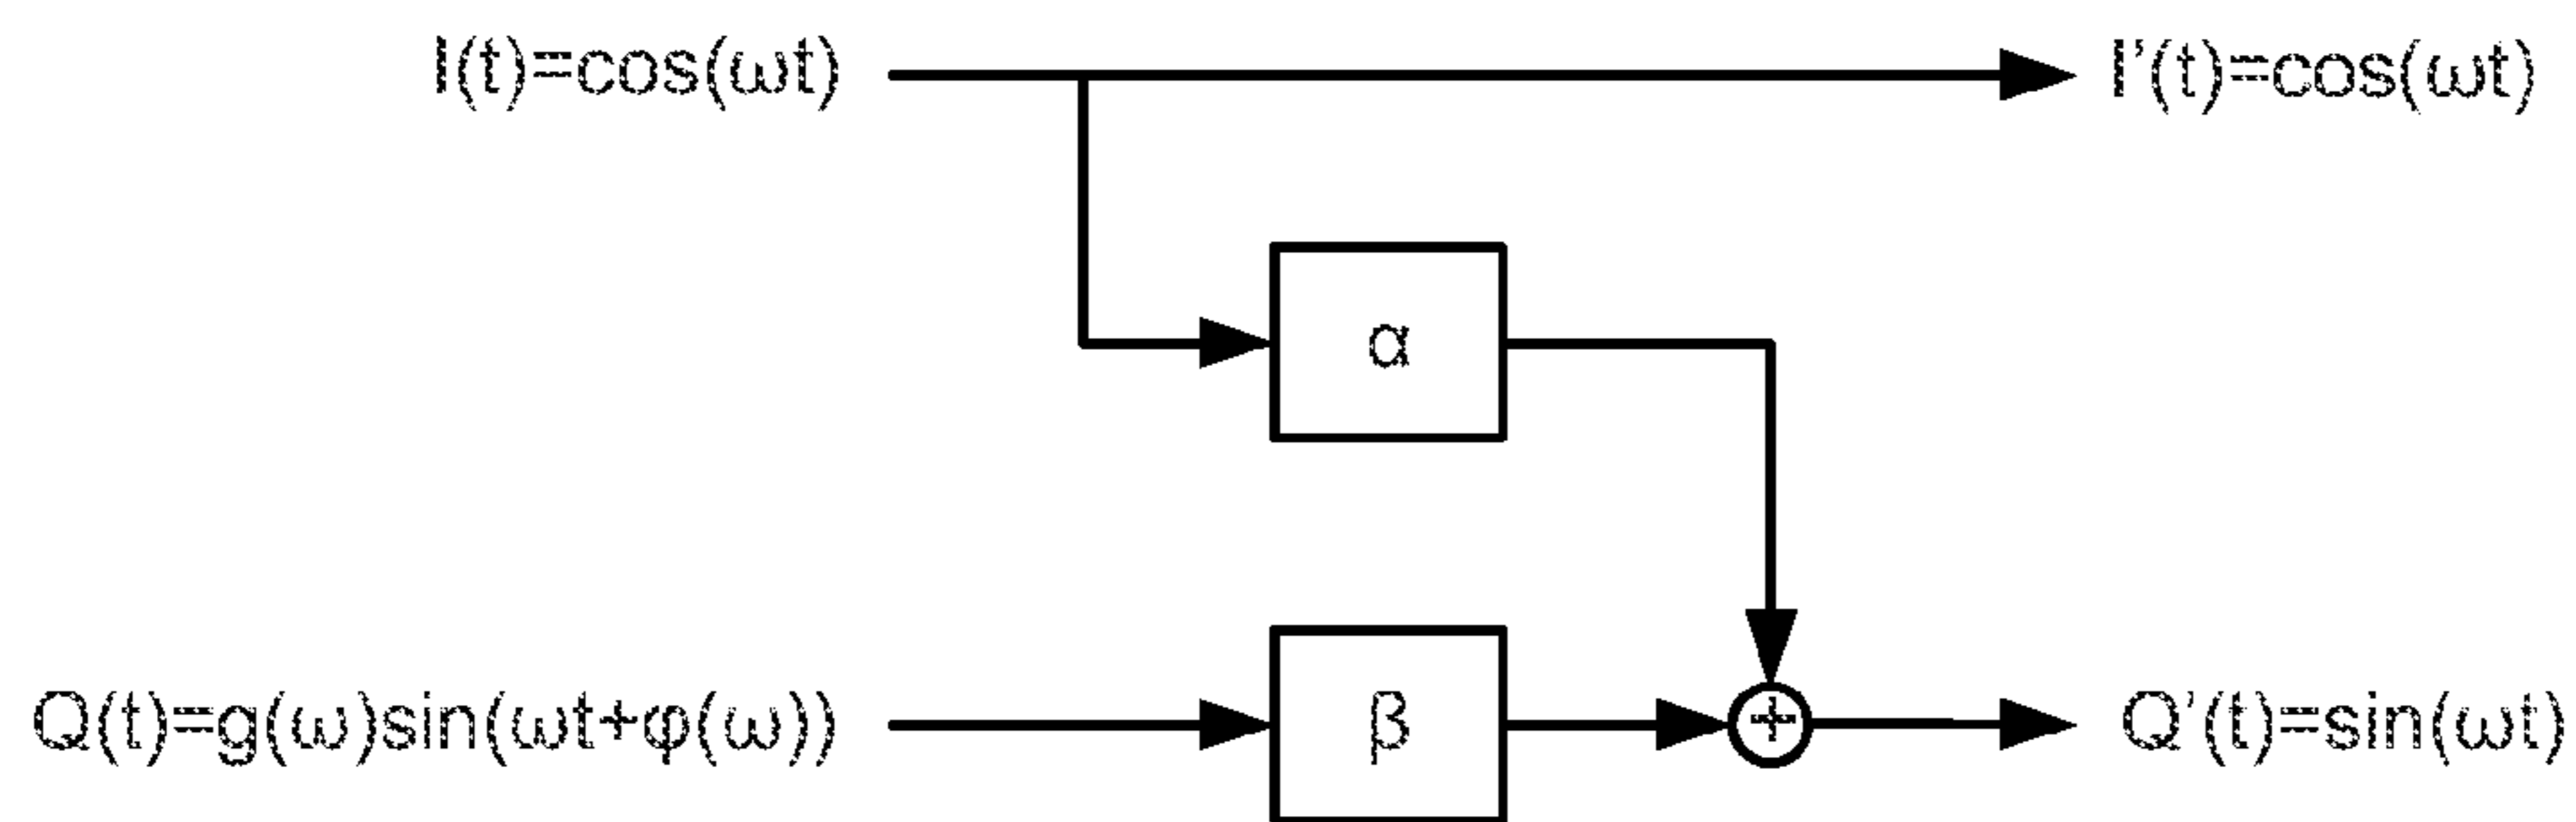 I(t)=cos(ωt)
I’(t)=cos(ωt)
α
Q(t)=g(ω)sin(ωt+φ(ω))
β
+
Q’(t)=sin(ωt)